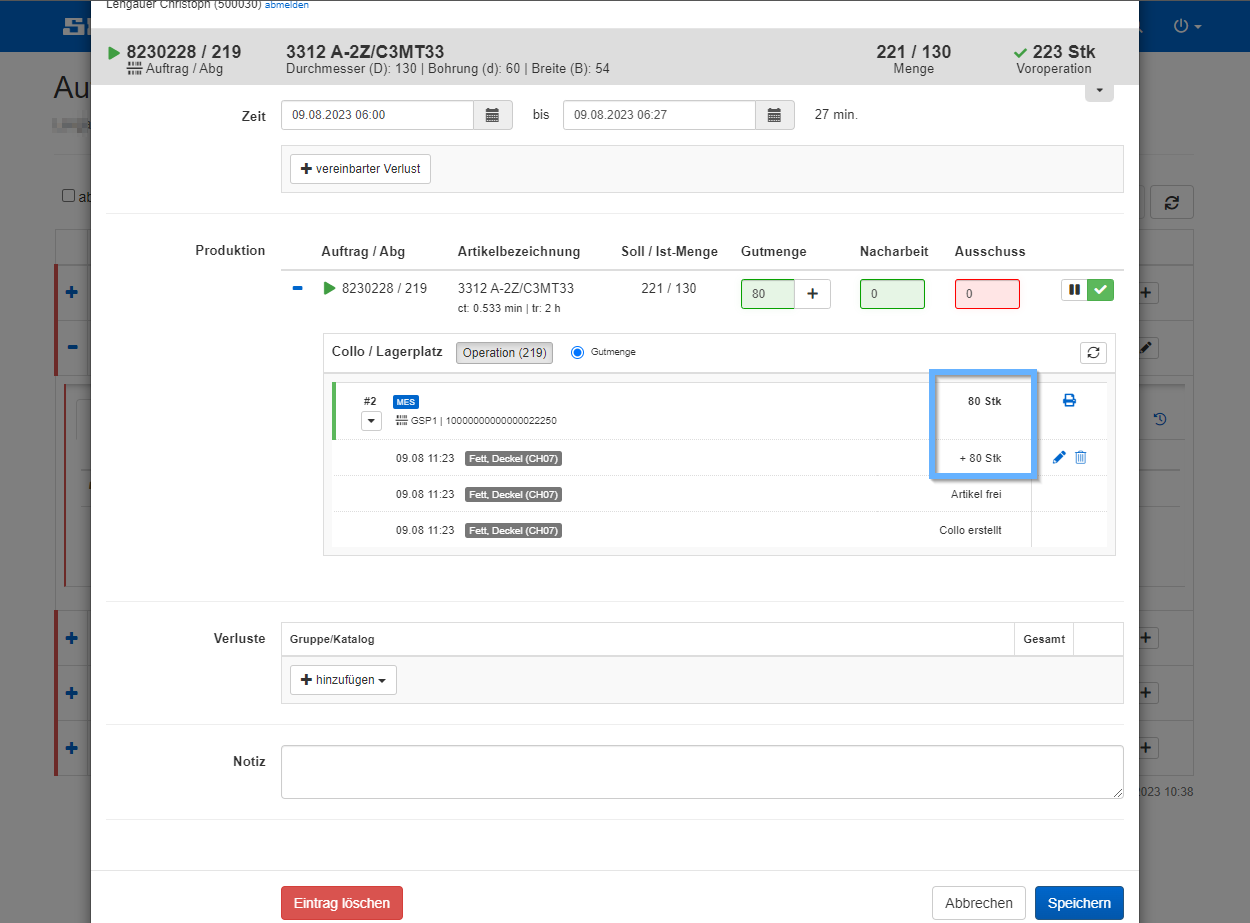 Lengauer Christoph (500030) abmelden
8230228 / 219
Auftrag / Abg
3312 A-2Z/C3MT33
Durchmesser (D): 130 | Bohrung (d): 60 | Breite (B): 54
221 / 130
Menge
223 Stk
Voroperation
Au
ab
Zeit
09.08.2023 06:00
bis
09.08.2023 06:27
27 min.
vereinbarter Verlust
Produktion
Auftrag / Abg Artikelbezeichnung Soll / Ist-Menge Gutmenge Nacharbeit Ausschuss
8230228 / 219 3312 A-2Z/C3MT33 221 / 130 80 0 0
ct: 0.533 min | tr: 2 h
Collo / Lagerplatz Operation (219) Gutmenge
#2 MES 80 Stk
GSP1 | 10000000000000022250
09.08 11:23 Fett, Deckel (CH07) + 80 Stk
09.08 11:23 Fett, Deckel (CH07) Artikel frei
09.08 11:23 Fett, Deckel (CH07) Collo erstellt
Verluste
Gruppe/Katalog Gesamt
hinzufügen
Notiz
2023 10:38
Eintrag löschen
Abbrechen
Speichern